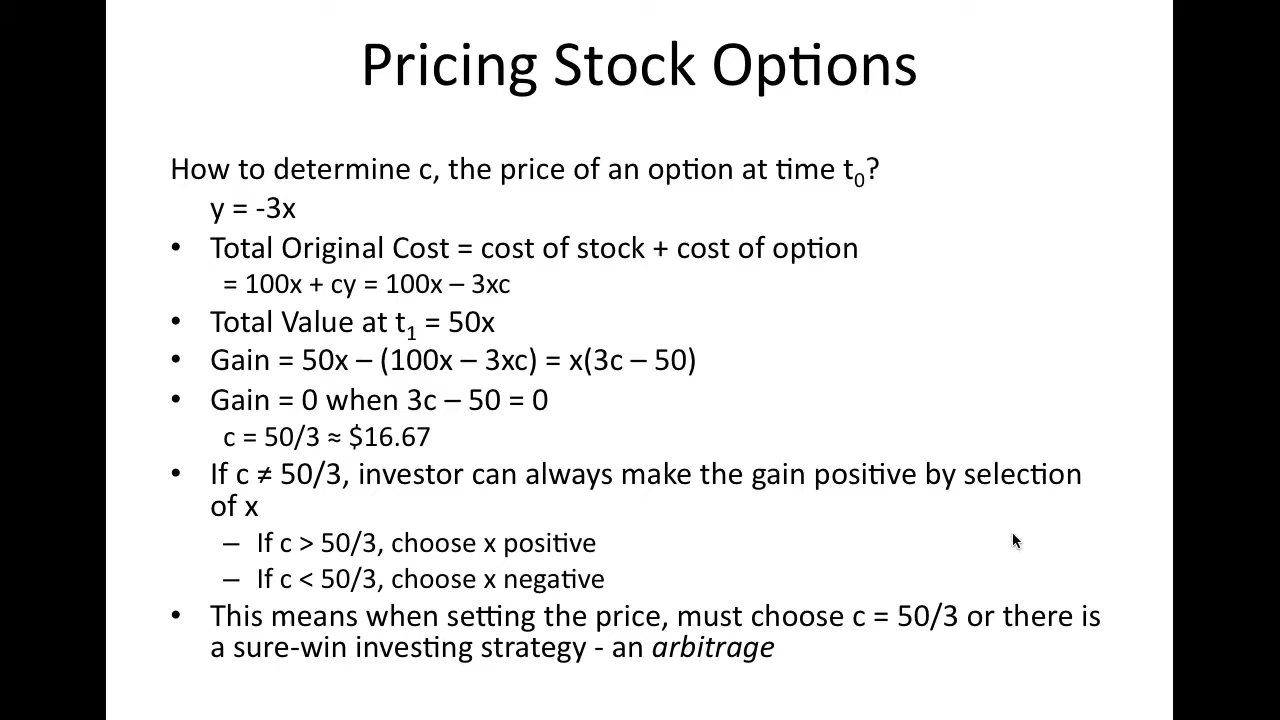 Pricing Stock Options
How to determine c, the price of an option at time t₀?
y = -3x
• Total Original Cost = cost of stock + cost of option
= 100x + cy = 100x – 3xc
• Total Value at t₁ = 50x
• Gain = 50x – (100x – 3xc) = x(3c – 50)
• Gain = 0 when 3c – 50 = 0
c = 50/3 ≈ $16.67
• If c ≠ 50/3, investor can always make the gain positive by selection
of x
– If c > 50/3, choose x positive
– If c < 50/3, choose x negative
• This means when setting the price, must choose c = 50/3 or there is
a sure-win investing strategy - an arbitrage